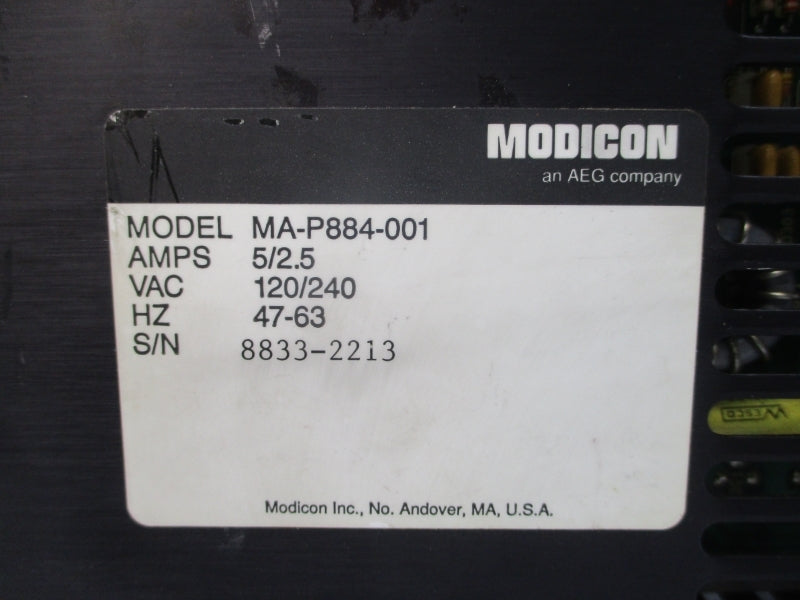 MODICON
an AEG company
MODEL MA-P884-001
AMPS 5/2.5
VAC 120/240
HZ 47-63
S/N 8833-2213
WESCO
Modicon Inc., No. Andover, MA, U.S.A.